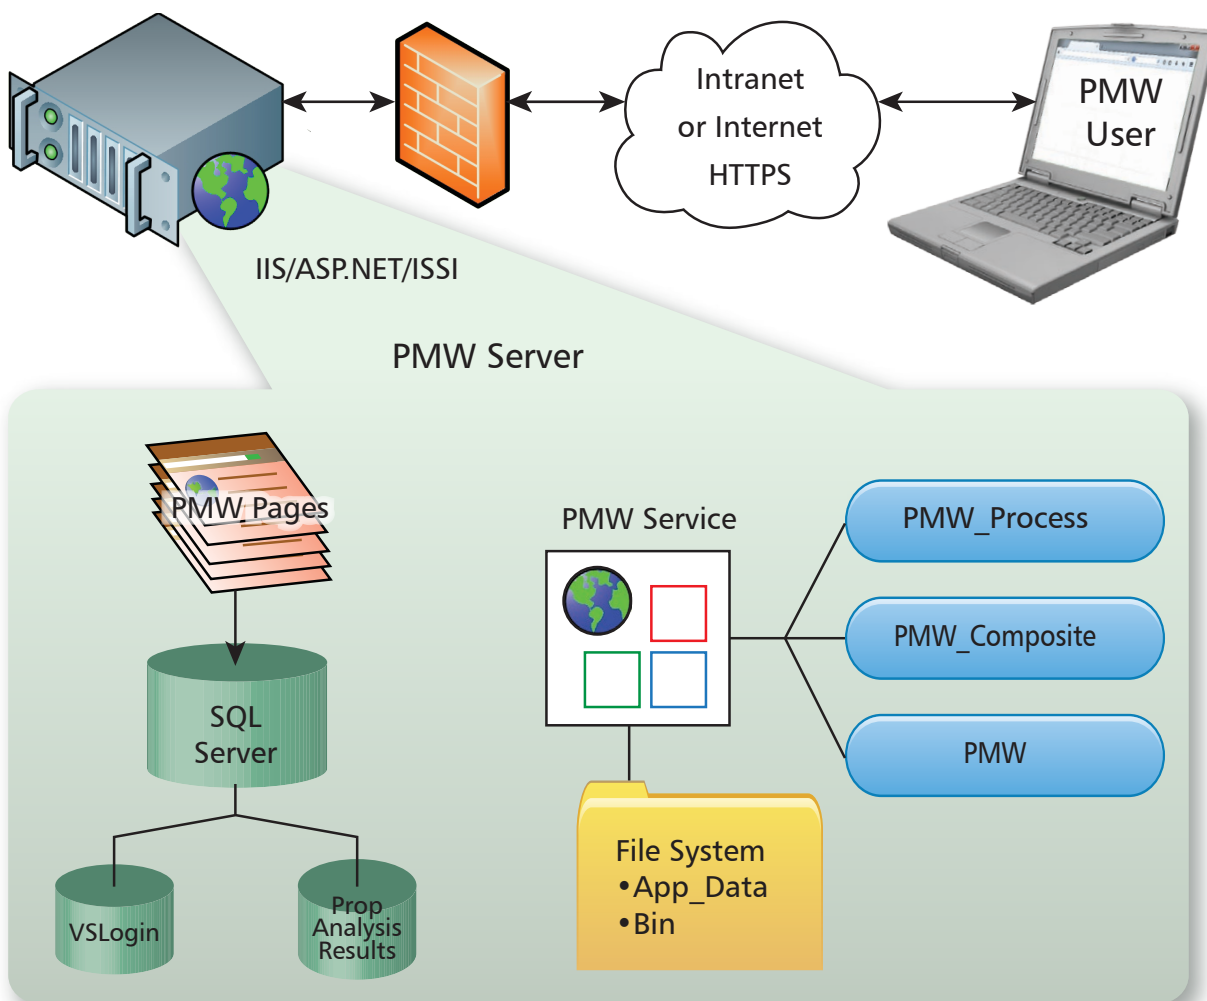 Intranet
or Internet
HTTPS
PMW
User
IIS/ASP.NET/ISSI
PMW Server
PMW Pages
SQL
Server
VSLogin
Prop
Analysis
Results
PMW Service
File System
•App_Data
•Bin
PMW_Process
PMW_Composite
PMW